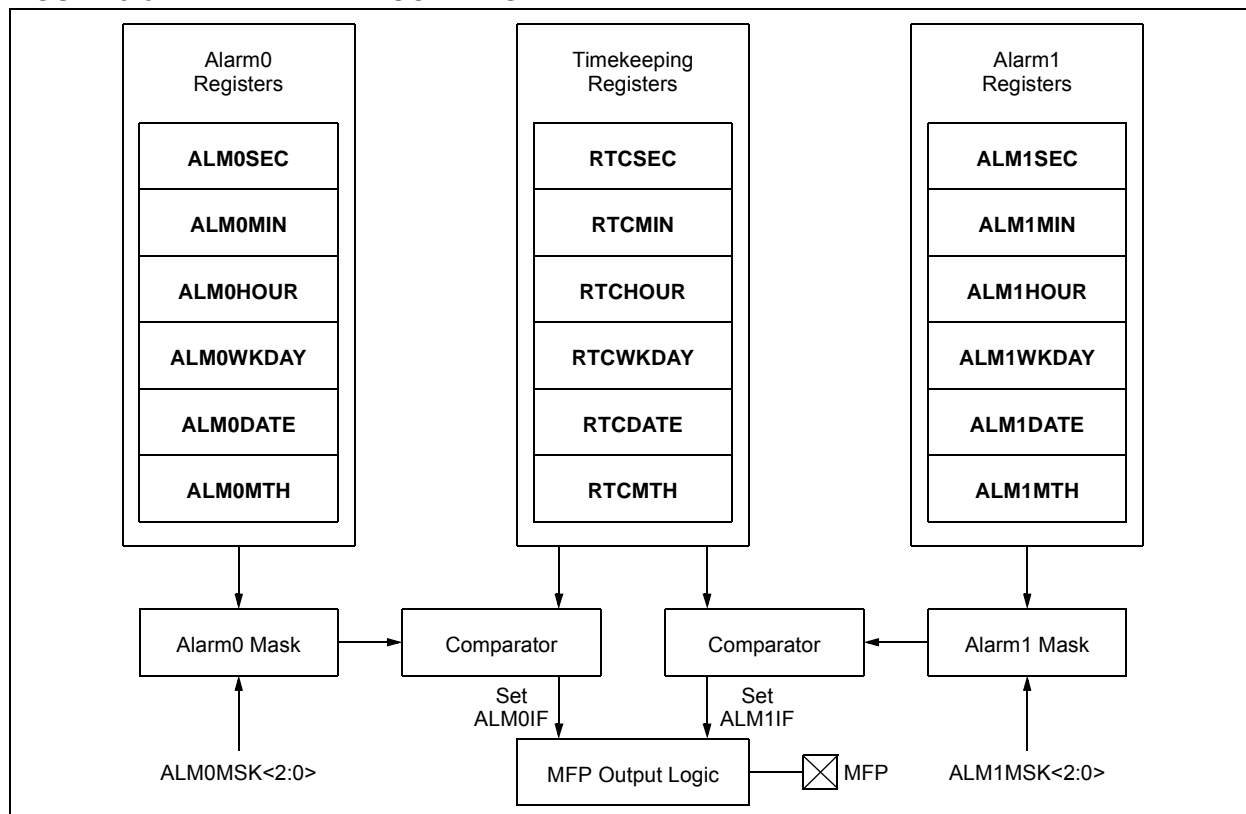 Alarm0
Registers
ALM0SEC
ALM0MIN
ALM0HOUR
ALM0WKDAY
ALM0DATE
ALM0MTH
Timekeeping
Registers
RTCSEC
RTCMIN
RTCHOUR
RTCWKDAY
RTCDATE
RTCMTH
Alarm1
Registers
ALM1SEC
ALM1MIN
ALM1HOUR
ALM1WKDAY
ALM1DATE
ALM1MTH
Alarm0 Mask
Comparator
Comparator
Alarm1 Mask
Set
ALM0IF
Set
ALM1IF
ALM0MSK<2:0>
MFP Output Logic
MFP
ALM1MSK<2:0>